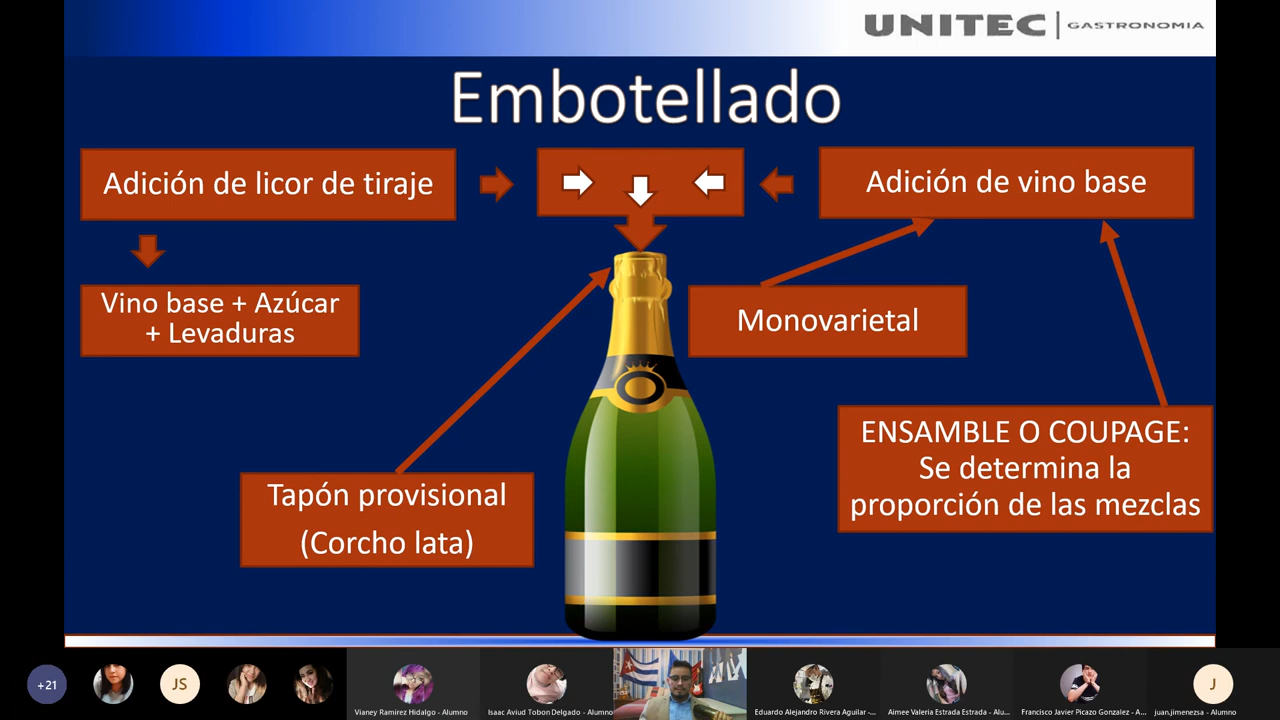 UNITEC | GASTRONOMIA
Embotellado
Adición de licor de tiraje
Adición de vino base
Vino base + Azúcar
+ Levaduras
Monovarietal
ENSAMBLE O COUPAGE:
Se determina la
proporción de las mezclas
Tapón provisional
(Corcho lata)
+21
JS
Vianey Ramirez Hidalgo - Alumno
Isaac Aviud Tobon Delgado - Alumno
Eduardo Alejandro Rivera Aguilar -...
Aimee Valeria Estrada Estrada - Alu...
Francisco Javier Picazo Gonzalez - A...
J
juan.jimenezsa - Alumno